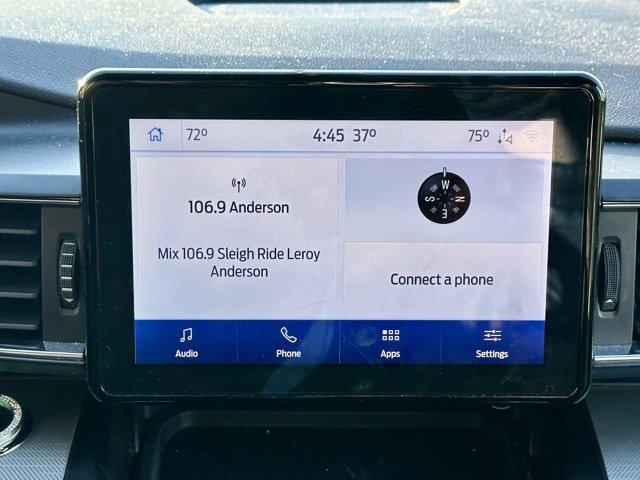 72° 4:45 37° 75°
106.9 Anderson
Mix 106.9 Sleigh Ride Leroy
Anderson
W
S N
E
Connect a phone
Audio Phone Apps Settings